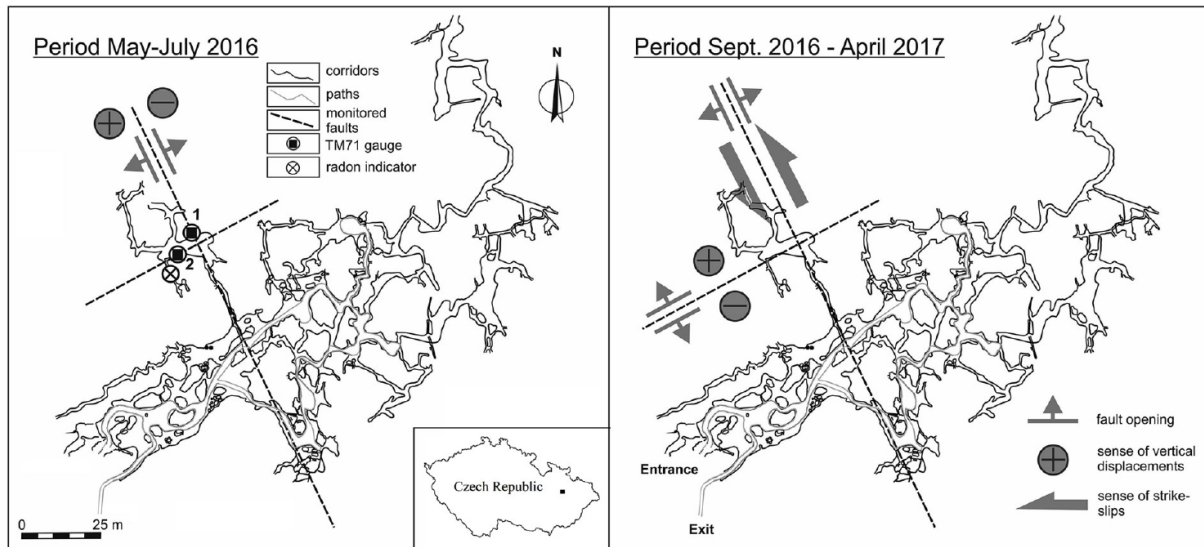 Period May-July 2016
N
corridors
paths
monitored
faults
TM71 gauge
radon indicator
1
2
0 25 m
Czech Republic
Period Sept. 2016 - April 2017
Entrance
Exit
fault opening
sense of vertical
displacements
sense of strike-
slips